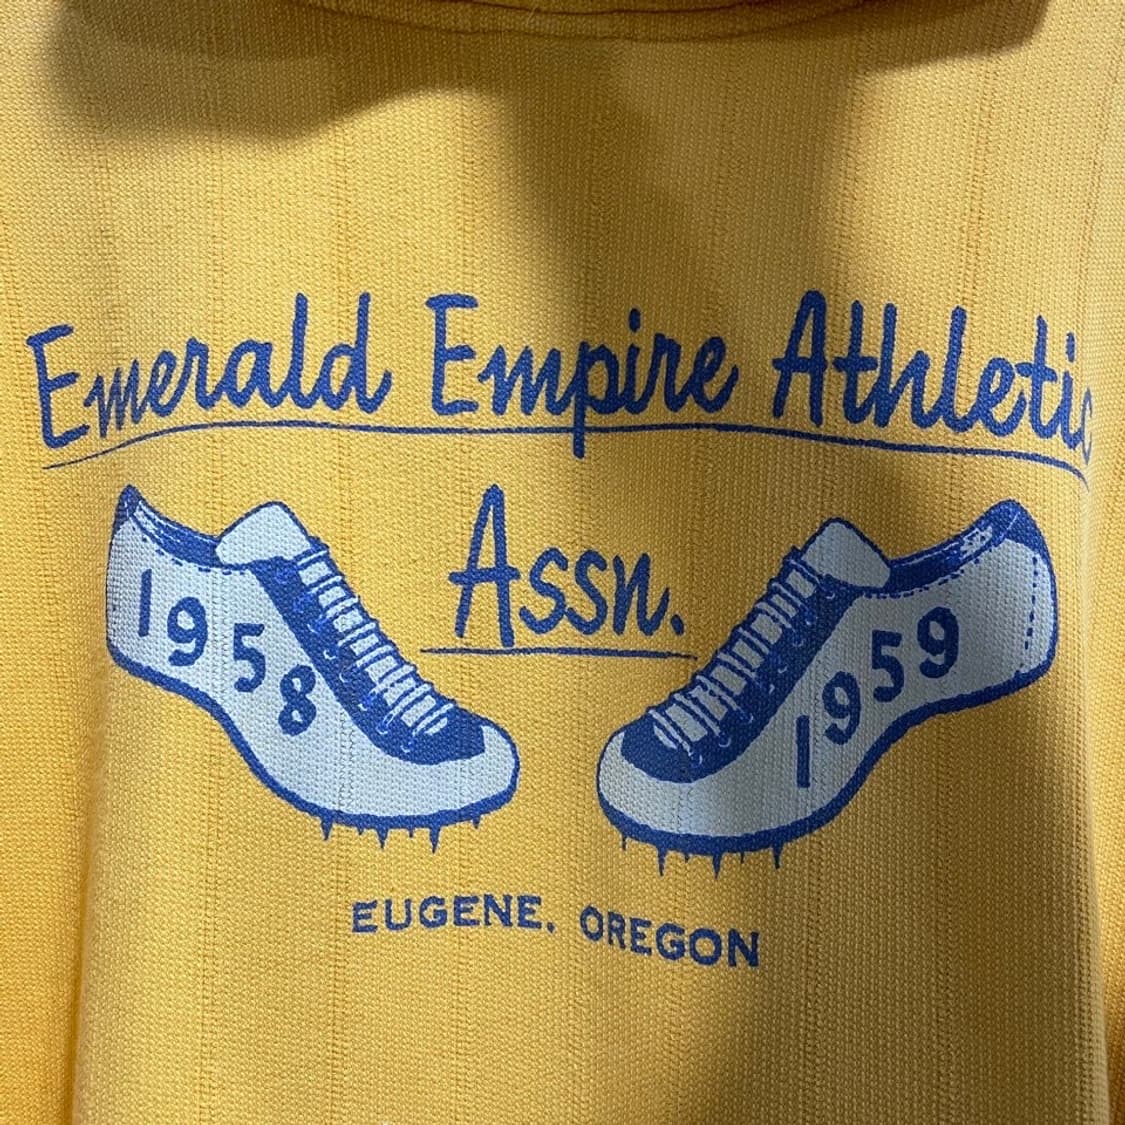 Emerald Empire Athletic
Assn.
1958
1959
EUGENE, OREGON